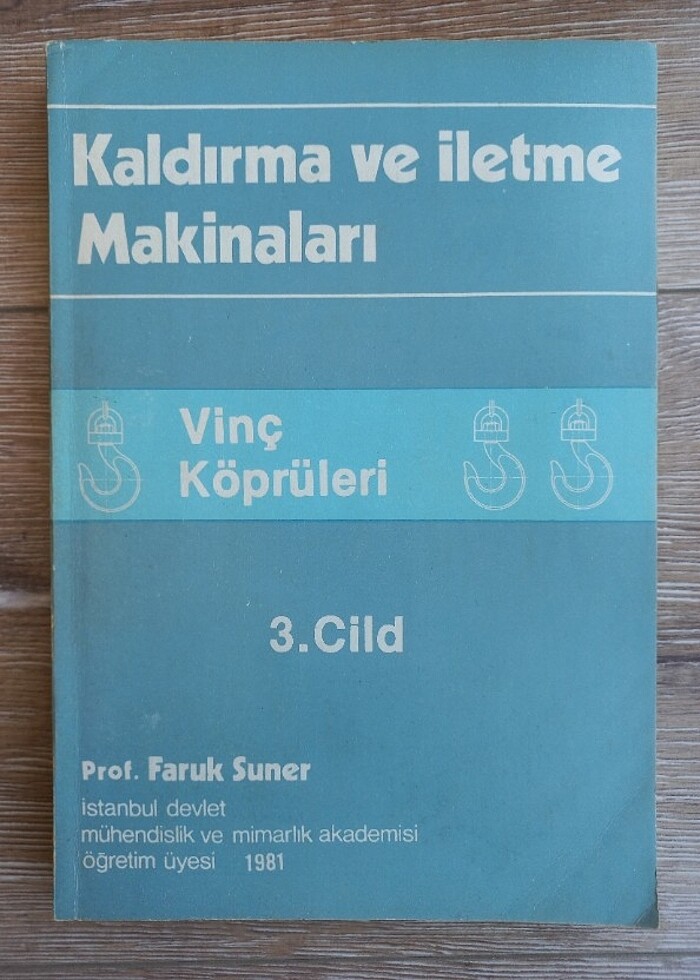 Kaldırma ve iletme
Makinaları
Vinç
Köprüleri
3.Cild
Prof. Faruk Suner
istanbul devlet
mühendislik ve mimarlık akademisi
öğretim üyesi 1981